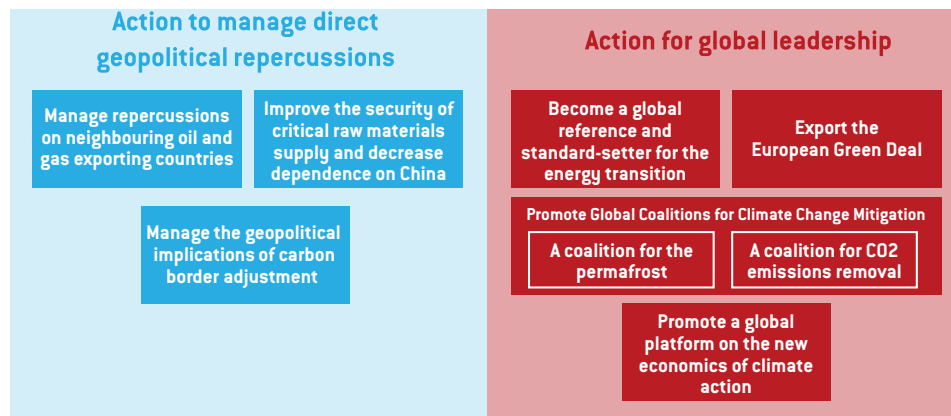 Action to manage direct
geopolitical repercussions
Manage repercussions
on neighbouring oil and
gas exporting countries
Improve the security of
critical raw materials
supply and decrease
dependence on China
Manage the geopolitical
implications of carbon
border adjustment
Action for global leadership
Become a global
reference and
standard-setter for the
energy transition
Export the
European Green Deal
Promote Global Coalitions for Climate Change Mitigation
A coalition for the
permafrost
A coalition for CO2
emissions removal
Promote a global
platform on the new
economics of climate
action